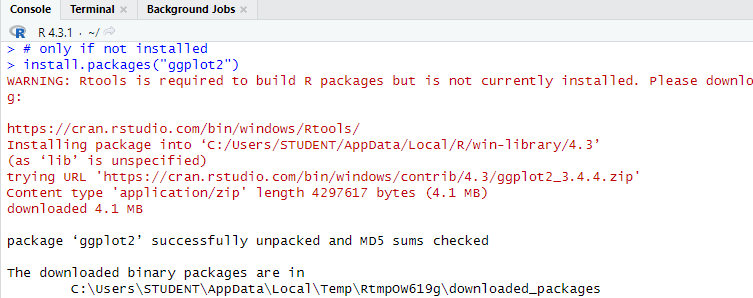 Console Terminal × Background Jobs ×
R 4.3.1 · ~/
> # only if not installed
> install.packages("ggplot2")
WARNING: Rtools is required to build R packages but is not currently installed. Please downlo
g:
https://cran.rstudio.com/bin/windows/Rtools/
Installing package into ‘C:/Users/STUDENT/AppData/Local/R/win-library/4.3’
(as ‘lib’ is unspecified)
trying URL 'https://cran.rstudio.com/bin/windows/contrib/4.3/ggplot2_3.4.4.zip'
Content type 'application/zip' length 4297617 bytes (4.1 MB)
downloaded 4.1 MB
package ‘ggplot2’ successfully unpacked and MD5 sums checked
The downloaded binary packages are in
C:\Users\STUDENT\AppData\Local\Temp\RtmpOW619g\downloaded_packages